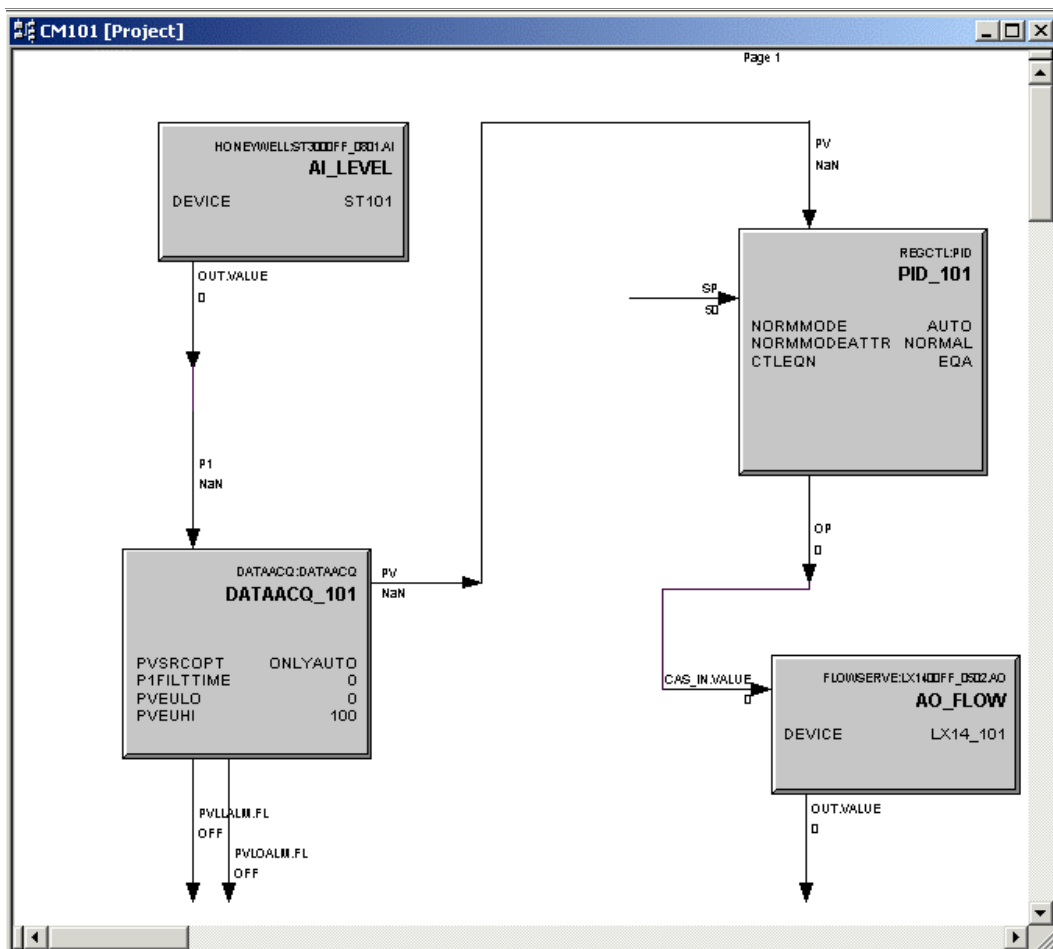 CM101 [Project]
Page 1
HONEYWELL:ST3000FF_0801.AI
AI_LEVEL
DEVICE ST101
OUT.VALUE
0
P1
NaN
DATAACQ:DATAACQ
DATAACQ_101
PVSRCOPT ONLYAUTO
P1FILTTIME 0
PVEULO 0
PVEUHI 100
PVLLALM.FL
OFF
PVLOALM.FL
OFF
PV
NaN
PV
NaN
SP
50
REGCTL:PID
PID_101
NORMMODE AUTO
NORMMODEATTR NORMAL
CTLEQN EQA
OP
0
CAS_IN.VALUE
0
FLOWSERVE:LX1400FF_0502.AO
AO_FLOW
DEVICE LX14_101
OUT.VALUE
0